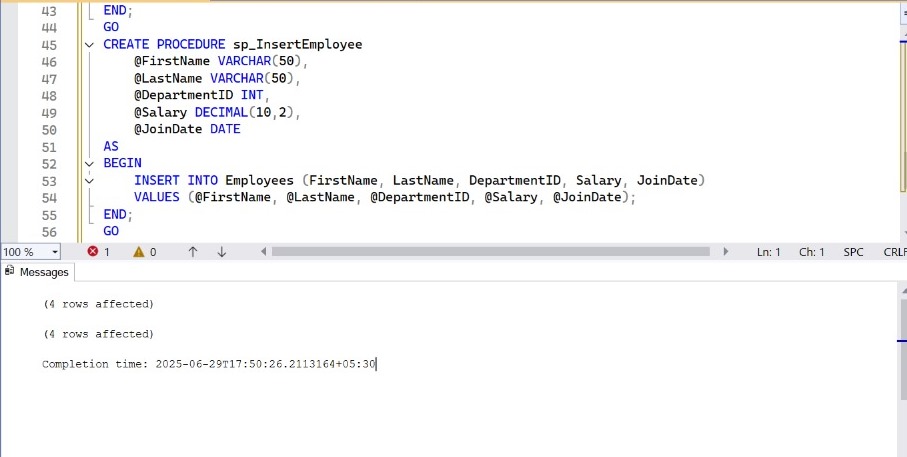 43 END;
44 GO
45 CREATE PROCEDURE sp_InsertEmployee
46 @FirstName VARCHAR(50),
47 @LastName VARCHAR(50),
48 @DepartmentID INT,
49 @Salary DECIMAL(10,2),
50 @JoinDate DATE
51 AS
52 BEGIN
53 INSERT INTO Employees (FirstName, LastName, DepartmentID, Salary, JoinDate)
54 VALUES (@FirstName, @LastName, @DepartmentID, @Salary, @JoinDate);
55 END;
56 GO
100 % 1 0 Ln: 1 Ch: 1 SPC CRLF
Messages
(4 rows affected)
(4 rows affected)
Completion time: 2025-06-29T17:50:26.2113164+05:30